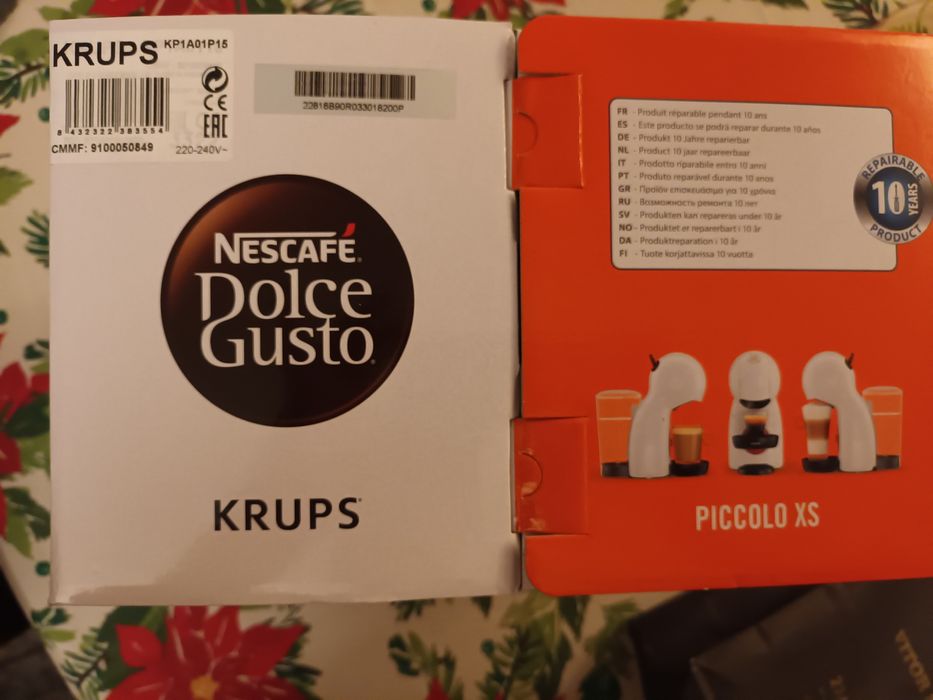 KRUPS KP1A01P15
8 432322 383554
CMMF: 9100050849 220-240V~
CE
EAC
22818B90R033018200P
NESCAFÉ
Dolce
Gusto
KRUPS
FR - Produit réparable pendant 10 ans
ES - Este producto se podrá reparar durante 10 años
DE - Produkt 10 Jahre reparierbar
NL - Product 10 jaar repareerbaar
IT - Prodotto riparabile entro 10 anni
PT - Produto reparável durante 10 anos
GR - Προϊόν επισκευάσιμο για 10 χρόνια
RU - Возможность ремонта 10 лет
SV - Produkten kan repareras under 10 år
NO - Produktet er reparerbart i 10 år
DA - Produktreparation i 10 år
FI - Tuote korjattavissa 10 vuotta
REPAIRABLE
10
YEARS
PRODUCT
PICCOLO XS